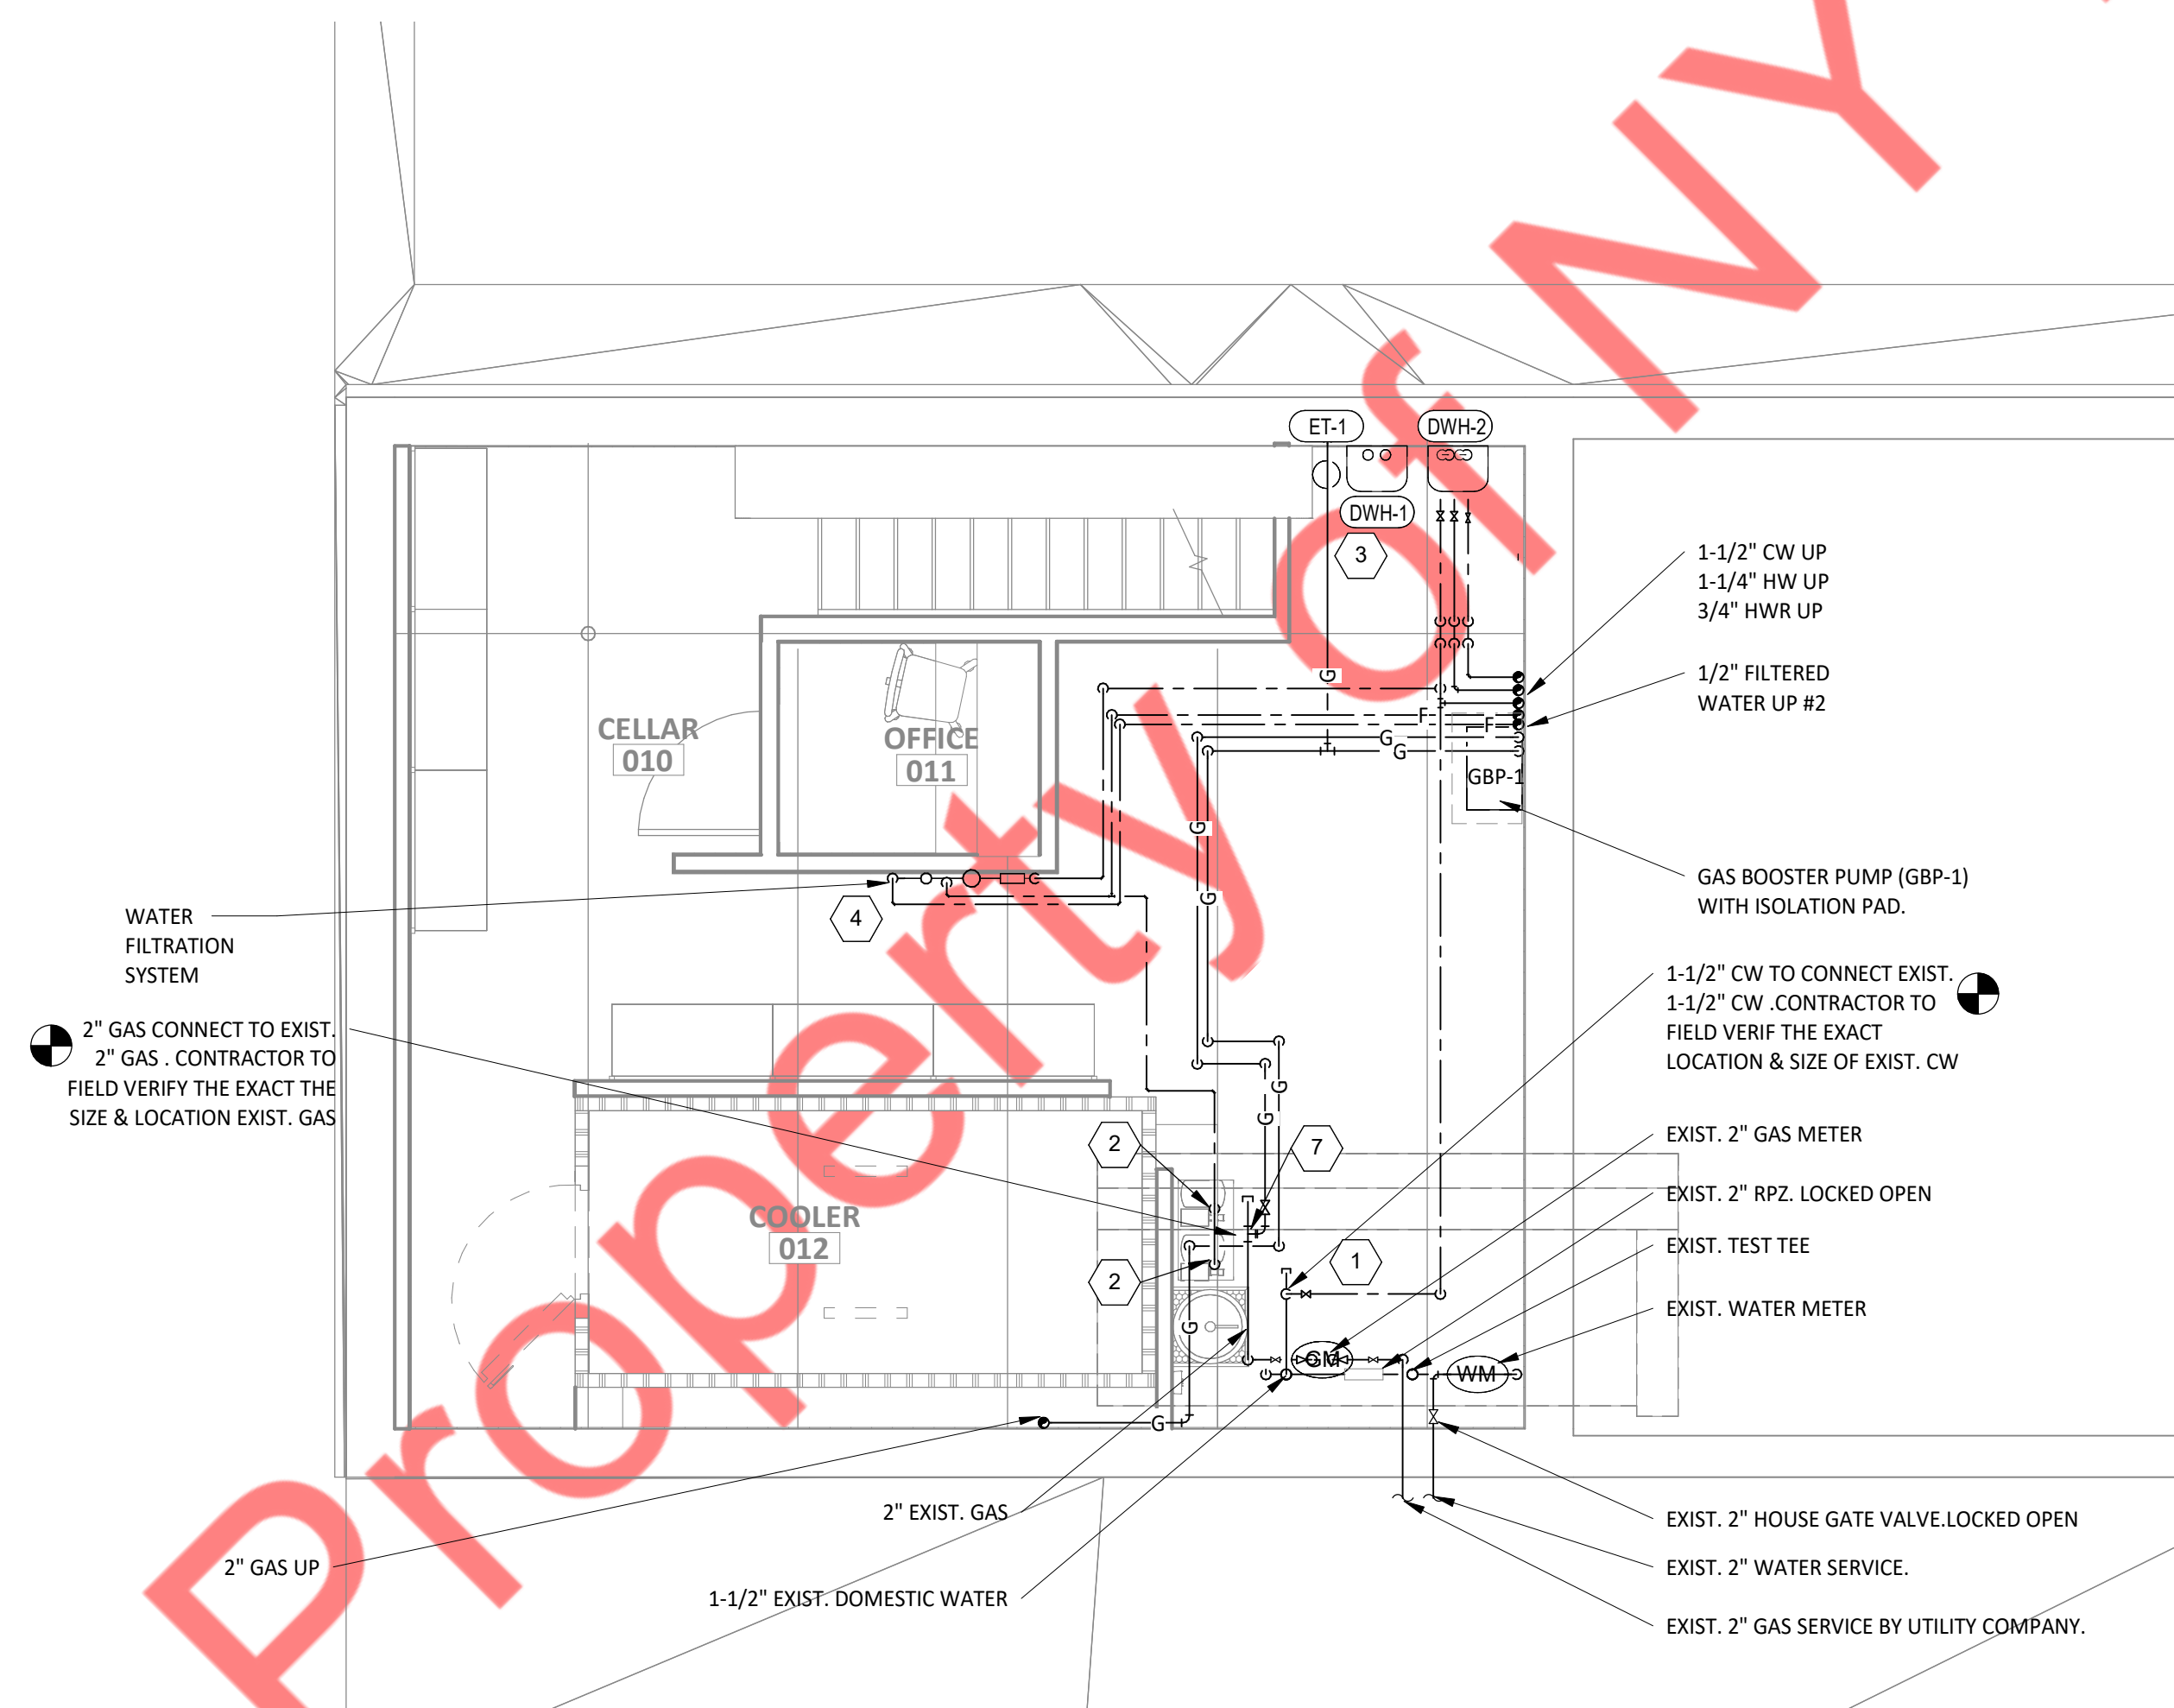 ET-1
DWH-2
DWH-1
3
1-1/2" CW UP
1-1/4" HW UP
3/4" HWR UP
1/2" FILTERED
WATER UP #2
G
F
F
G
G
GBP-1
CELLAR
010
OFFICE
011
G
G
GAS BOOSTER PUMP (GBP-1)
WITH ISOLATION PAD.
WATER
FILTRATION
SYSTEM
4
1-1/2" CW TO CONNECT EXIST.
1-1/2" CW .CONTRACTOR TO
FIELD VERIF THE EXACT
LOCATION & SIZE OF EXIST. CW
2" GAS CONNECT TO EXIST.
2" GAS . CONTRACTOR TO
FIELD VERIFY THE EXACT THE
SIZE & LOCATION EXIST. GAS
G
G
2
7
EXIST. 2" GAS METER
EXIST. 2" RPZ. LOCKED OPEN
COOLER
012
2
1
EXIST. TEST TEE
EXIST. WATER METER
G
GM
WM
G
2" EXIST. GAS
EXIST. 2" HOUSE GATE VALVE.LOCKED OPEN
2" GAS UP
EXIST. 2" WATER SERVICE.
1-1/2" EXIST. DOMESTIC WATER
EXIST. 2" GAS SERVICE BY UTILITY COMPANY.
Property of NY